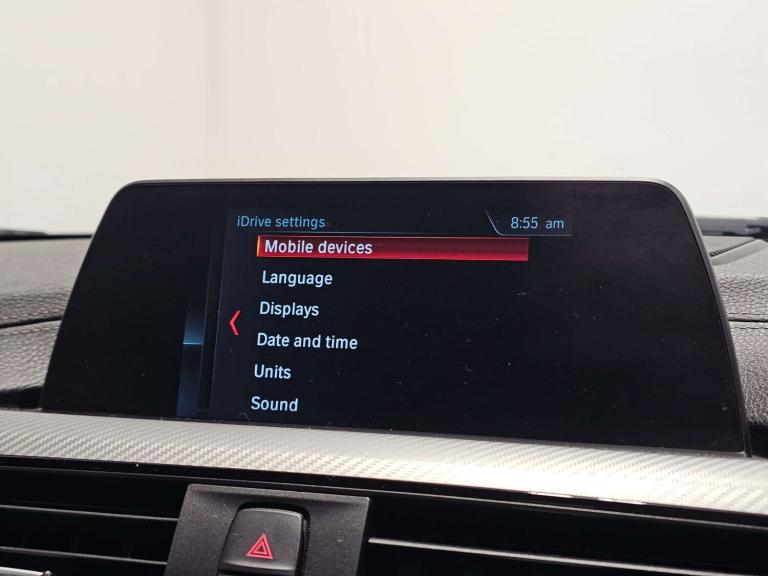 iDrive settings
8:55 am
Mobile devices
Language
Displays
Date and time
Units
Sound